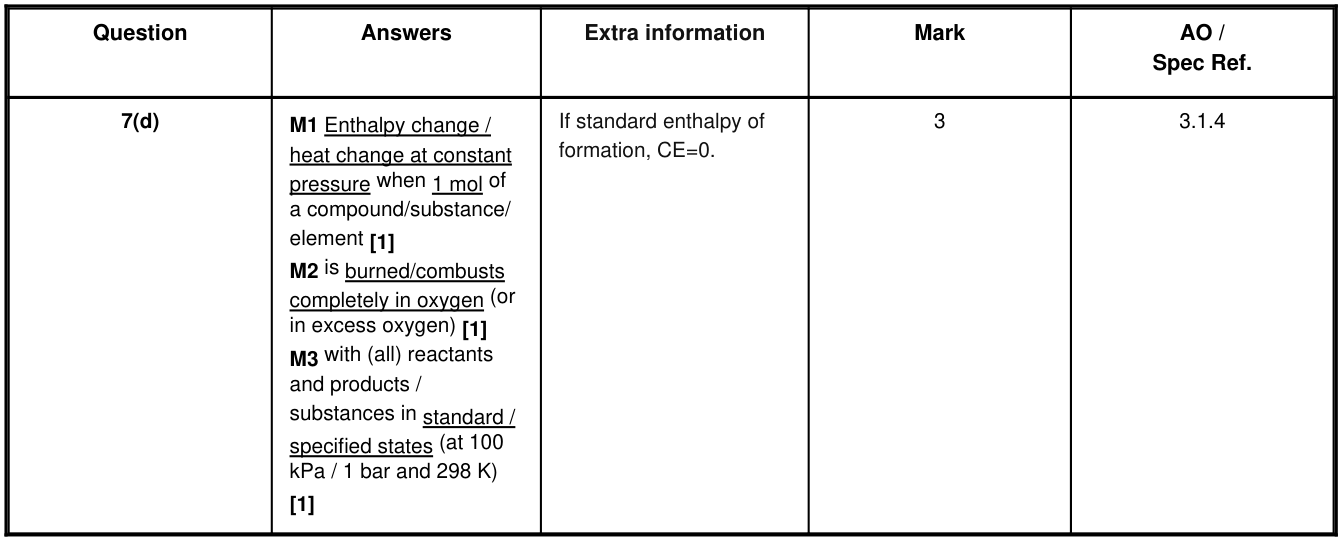 Question Answers Extra information Mark AO /
Spec Ref.
7(d)
M1 Enthalpy change /
heat change at constant
pressure when 1 mol of
a compound/substance/
element [1]
M2 is burned/combusts
completely in oxygen (or
in excess oxygen) [1]
M3 with (all) reactants
and products /
substances in standard /
specified states (at 100
kPa / 1 bar and 298 K)
[1]
If standard enthalpy of
formation, CE=0.
3
3.1.4